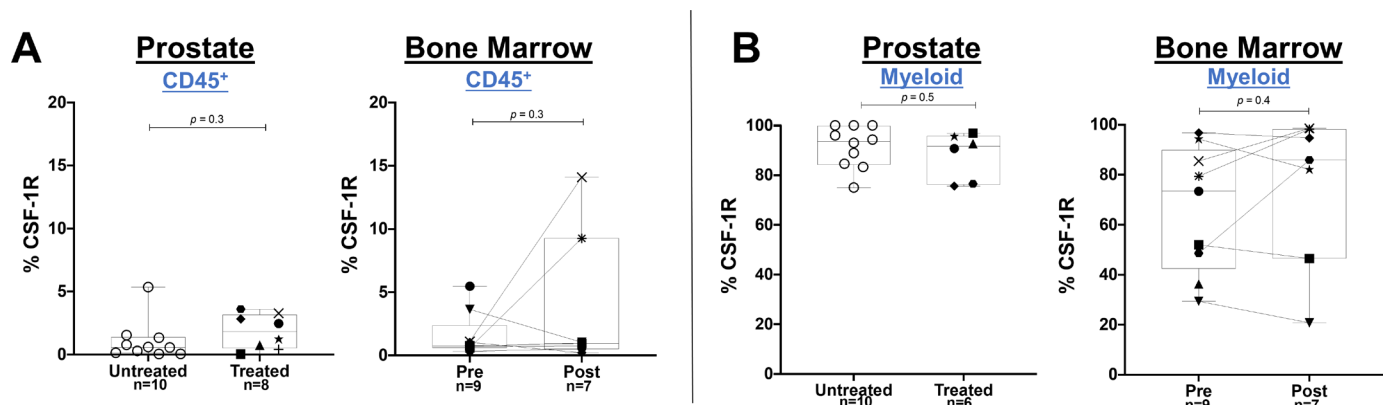 A
Prostate
CD45+
% CSF-1R
20
15
10
5
0
p = 0.3
Untreated
n=10
Treated
n=8
Bone Marrow
CD45+
% CSF-1R
20
15
10
5
0
p = 0.3
Pre
n=9
Post
n=7
B
Prostate
Myeloid
% CSF-1R
100
80
60
40
20
0
p = 0.5
Untreated
n=10
Treated
n=6
Bone Marrow
Myeloid
% CSF-1R
100
80
60
40
20
0
p = 0.4
Pre
n=9
Post
n=7